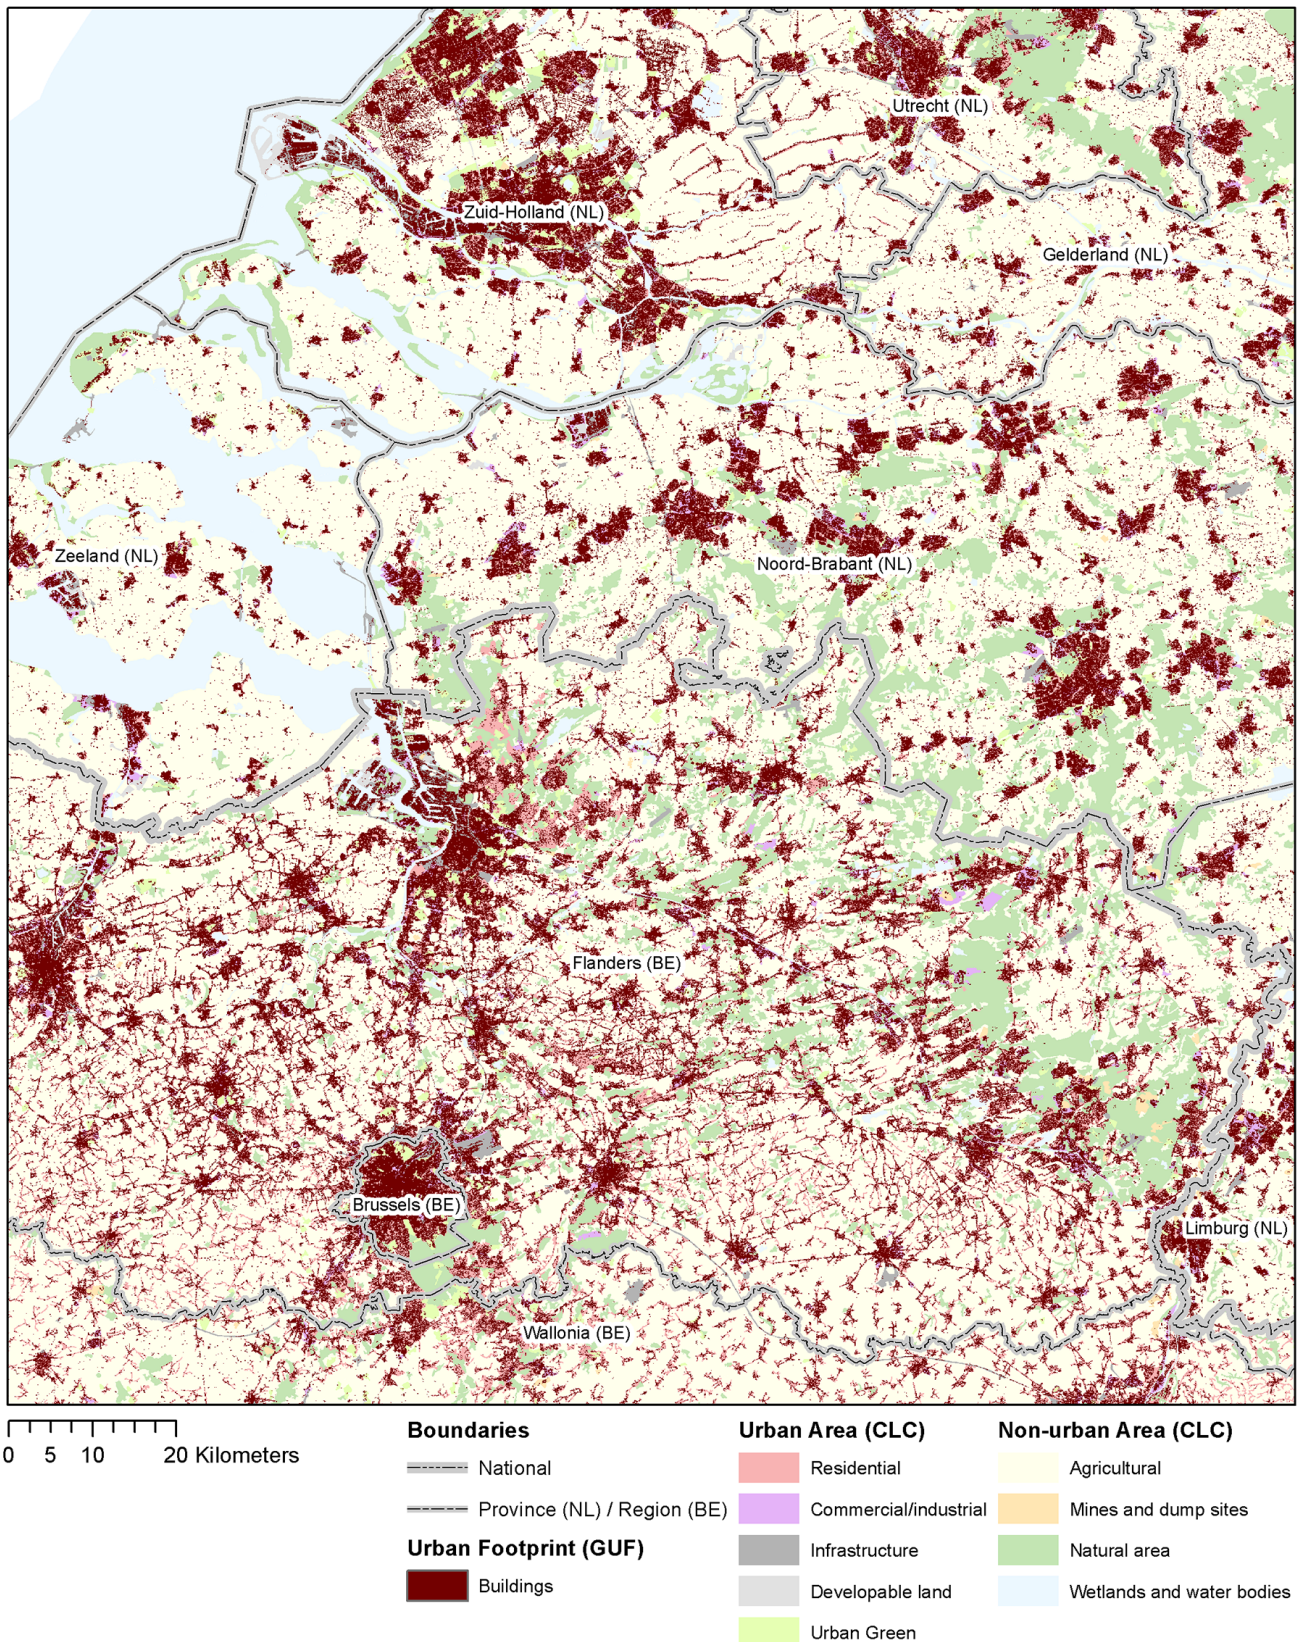 Utrecht (NL)
Zuid-Holland (NL)
Gelderland (NL)
Zeeland (NL)
Noord-Brabant (NL)
Flanders (BE)
Brussels (BE)
Limburg (NL)
Wallonia (BE)
0 5 10 20 Kilometers
Boundaries
National
Province (NL) / Region (BE)
Urban Footprint (GUF)
Buildings
Urban Area (CLC)
Residential
Commercial/industrial
Infrastructure
Developable land
Urban Green
Non-urban Area (CLC)
Agricultural
Mines and dump sites
Natural area
Wetlands and water bodies